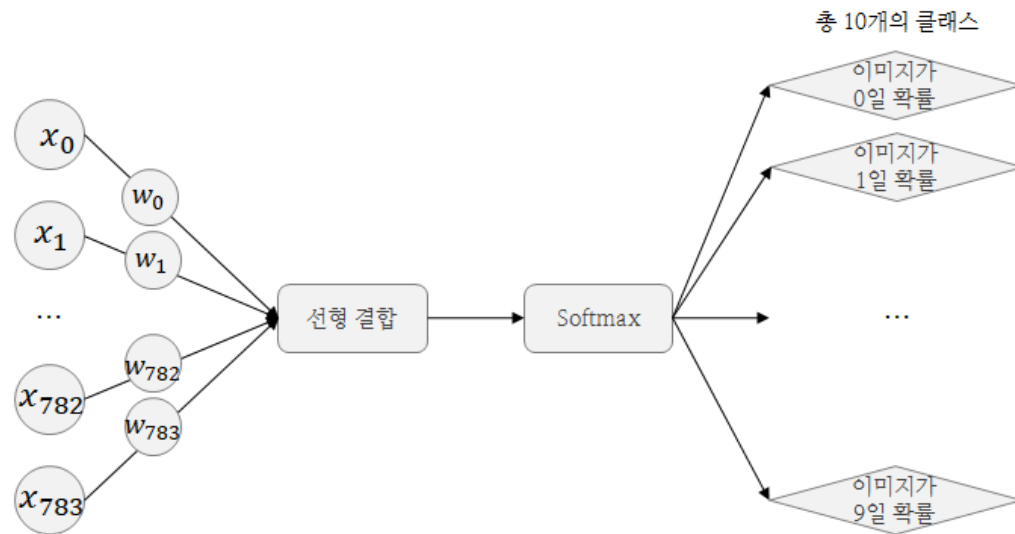 총 10개의 클래스
이미지가
0일 확률
x₀
w₀
이미지가
1일 확률
x₁
w₁
...
선형 결합
Softmax
...
w₇₈₂
x₇₈₂
w₇₈₃
x₇₈₃
이미지가
9일 확률